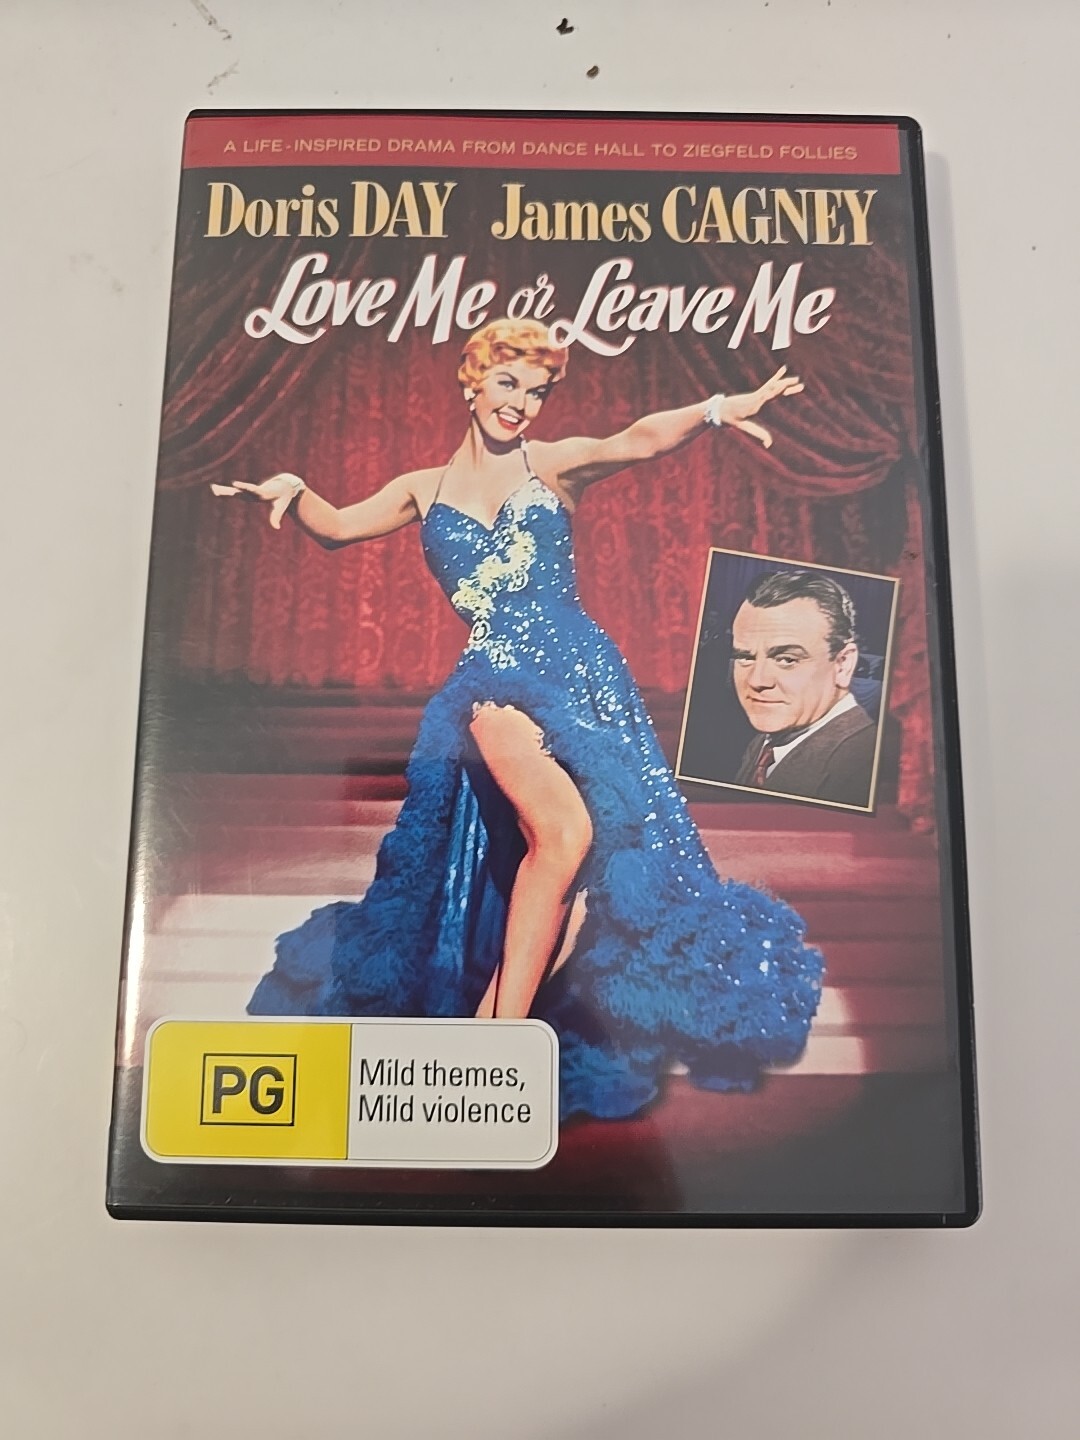 A LIFE-INSPIRED DRAMA FROM DANCE HALL TO ZIEGFELD FOLLIES
Doris DAY James CAGNEY
Love Me or Leave Me
PG
Mild themes,
Mild violence